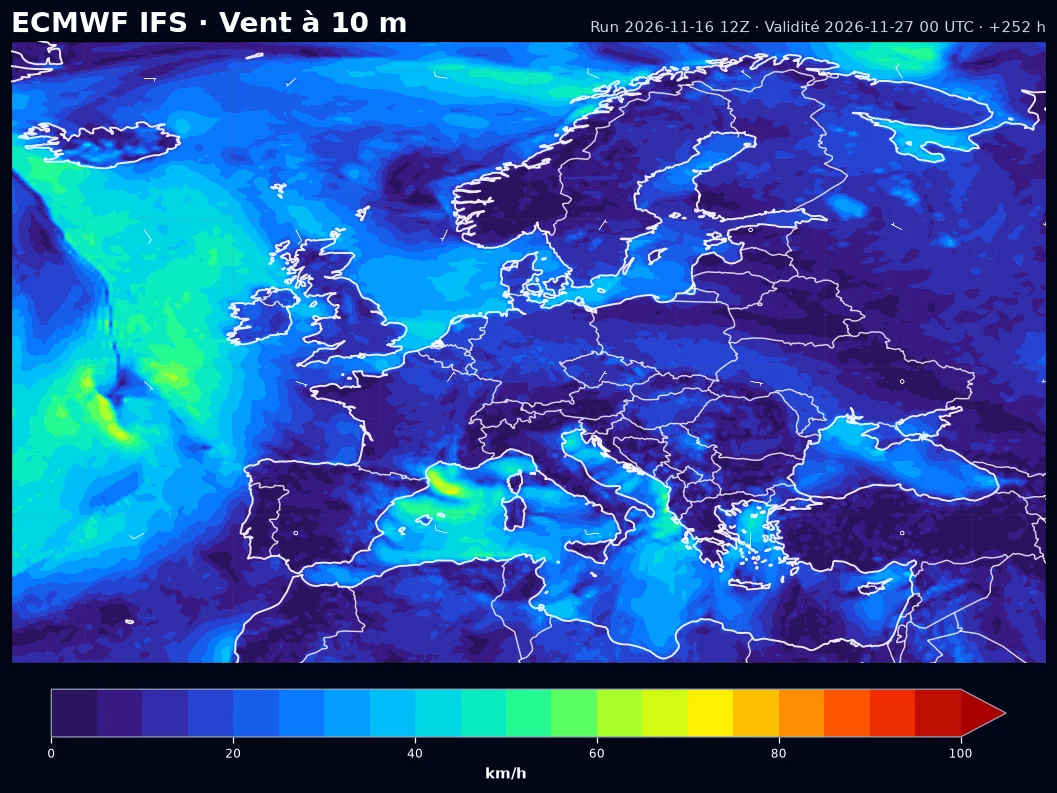 ECMWF IFS · Vent à 10 m
Run 2026-11-16 12Z · Validité 2026-11-27 00 UTC · +252 h
0 20 40 60 80 100
km/h